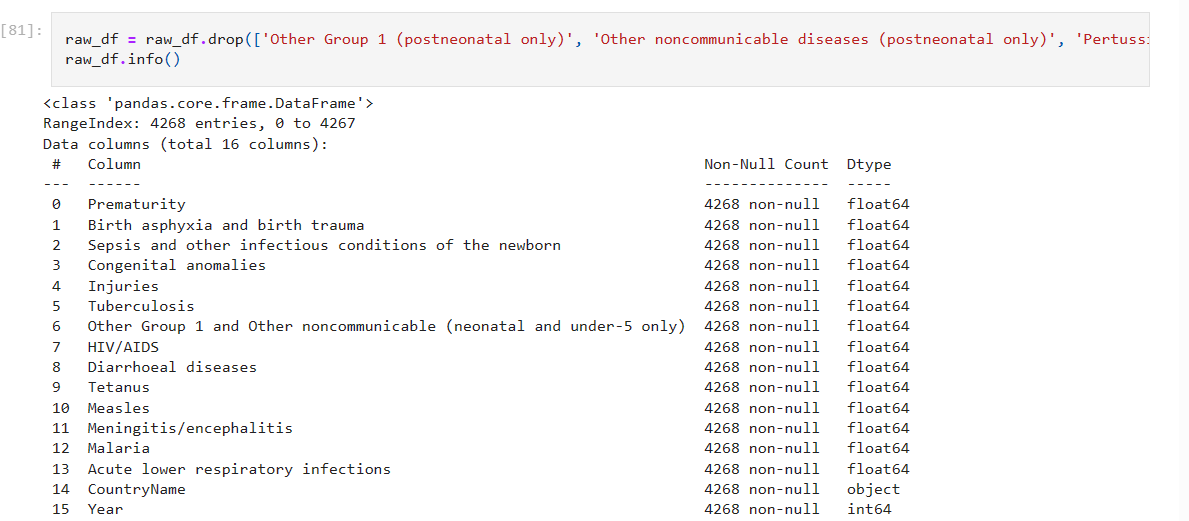 [81]:
raw_df = raw_df.drop(['Other Group 1 (postneonatal only)', 'Other noncommunicable diseases (postneonatal only)', 'Pertussi
raw_df.info()
<class 'pandas.core.frame.DataFrame'>
RangeIndex: 4268 entries, 0 to 4267
Data columns (total 16 columns):
 #   Column                                                               Non-Null Count  Dtype
---  ------                                                               --------------  -----
 0   Prematurity                                                          4268 non-null   float64
 1   Birth asphyxia and birth trauma                                      4268 non-null   float64
 2   Sepsis and other infectious conditions of the newborn                4268 non-null   float64
 3   Congenital anomalies                                                 4268 non-null   float64
 4   Injuries                                                             4268 non-null   float64
 5   Tuberculosis                                                         4268 non-null   float64
 6   Other Group 1 and Other noncommunicable (neonatal and under-5 only)  4268 non-null   float64
 7   HIV/AIDS                                                             4268 non-null   float64
 8   Diarrhoeal diseases                                                  4268 non-null   float64
 9   Tetanus                                                              4268 non-null   float64
 10  Measles                                                              4268 non-null   float64
 11  Meningitis/encephalitis                                              4268 non-null   float64
 12  Malaria                                                              4268 non-null   float64
 13  Acute lower respiratory infections                                   4268 non-null   float64
 14  CountryName                                                          4268 non-null   object
 15  Year                                                                 4268 non-null   int64